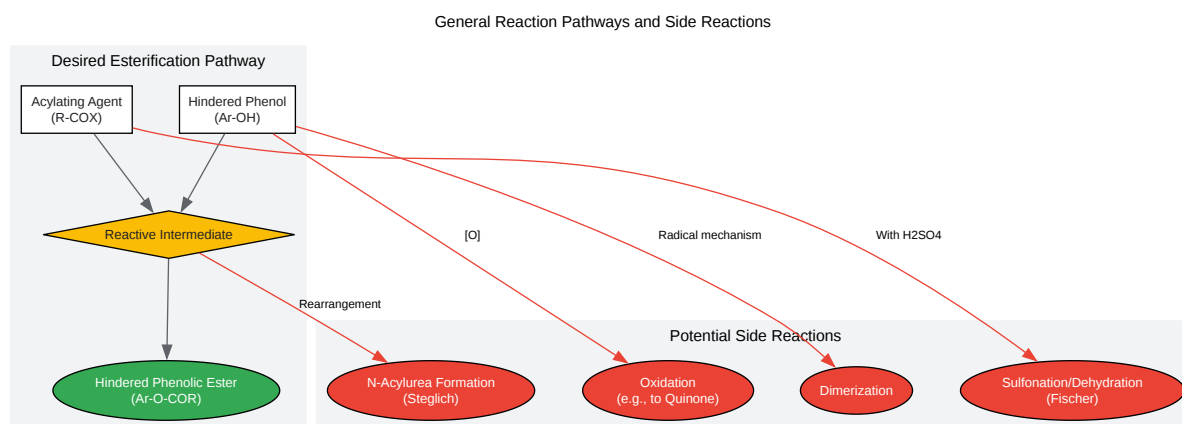 General Reaction Pathways and Side Reactions
Desired Esterification Pathway
Acylating Agent
(R-COX)
Hindered Phenol
(Ar-OH)
Reactive Intermediate
[O]
Radical mechanism
With H2SO4
Rearrangement
Potential Side Reactions
Hindered Phenolic Ester
(Ar-O-COR)
N-Acylurea Formation
(Steglich)
Oxidation
(e.g., to Quinone)
Dimerization
Sulfonation/Dehydration
(Fischer)